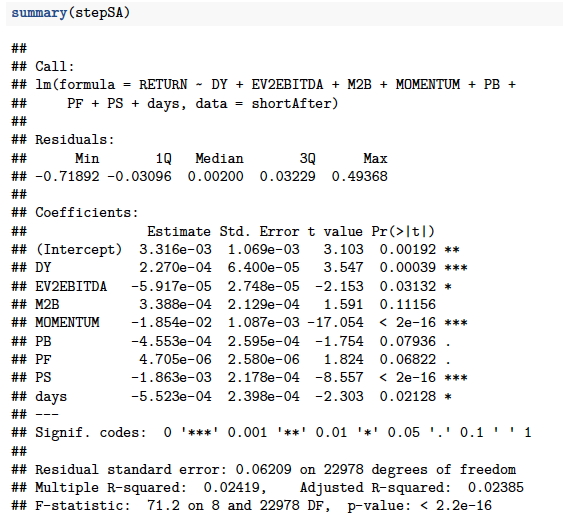 summary(stepSA)
##
## Call:
## lm(formula = RETURN ~ DY + EV2EBITDA + M2B + MOMENTUM + PB +
##     PF + PS + days, data = shortAfter)
##
## Residuals:
##      Min       1Q   Median       3Q      Max
## -0.71892 -0.03096  0.00200  0.03229  0.49368
##
## Coefficients:
##               Estimate Std. Error t value Pr(>|t|)
## (Intercept)  3.316e-03  1.069e-03   3.103  0.00192 **
## DY           2.270e-04  6.400e-05   3.547  0.00039 ***
## EV2EBITDA   -5.917e-05  2.748e-05  -2.153  0.03132 *
## M2B          3.388e-04  2.129e-04   1.591  0.11156
## MOMENTUM    -1.854e-02  1.087e-03 -17.054  < 2e-16 ***
## PB          -4.553e-04  2.595e-04  -1.754  0.07936 .
## PF           4.705e-06  2.580e-06   1.824  0.06822 .
## PS          -1.863e-03  2.178e-04  -8.557  < 2e-16 ***
## days        -5.523e-04  2.398e-04  -2.303  0.02128 *
## ---
## Signif. codes:  0 '***' 0.001 '**' 0.01 '*' 0.05 '.' 0.1 ' ' 1
##
## Residual standard error: 0.06209 on 22978 degrees of freedom
## Multiple R-squared:  0.02419,    Adjusted R-squared:  0.02385
## F-statistic:  71.2 on 8 and 22978 DF,  p-value: < 2.2e-16